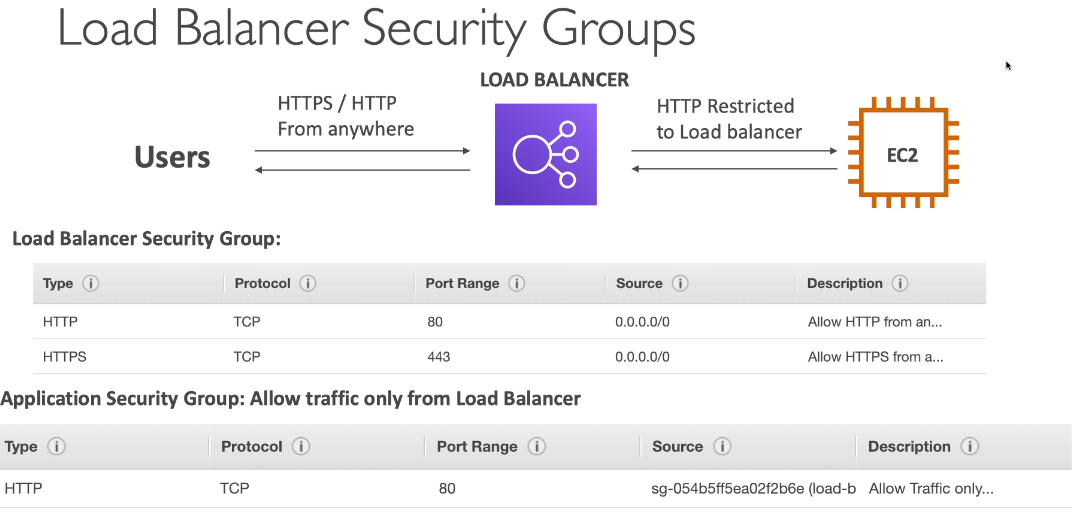 Load Balancer Security Groups
LOAD BALANCER
HTTPS / HTTP
From anywhere
HTTP Restricted
to Load balancer
Users
EC2
Load Balancer Security Group:
Type Protocol Port Range Source Description
HTTP TCP 80 0.0.0.0/0 Allow HTTP from an...
HTTPS TCP 443 0.0.0.0/0 Allow HTTPS from a...
Application Security Group: Allow traffic only from Load Balancer
Type Protocol Port Range Source Description
HTTP TCP 80 sg-054b5ff5ea02f2b6e (load-b Allow Traffic only...